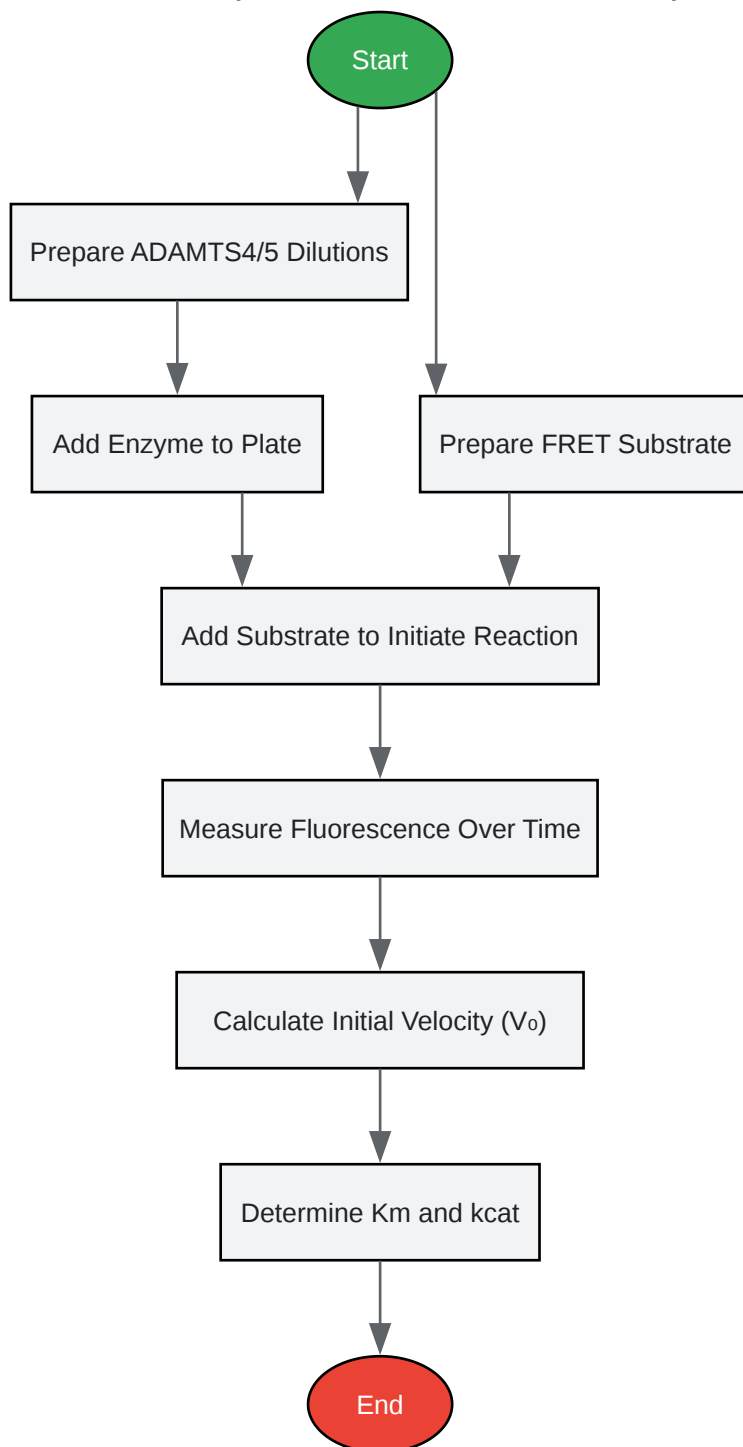 Start
Prepare ADAMTS4/5 Dilutions
Add Enzyme to Plate
Prepare FRET Substrate
Add Substrate to Initiate Reaction
Measure Fluorescence Over Time
Calculate Initial Velocity (V₀)
Determine Km and kcat
End